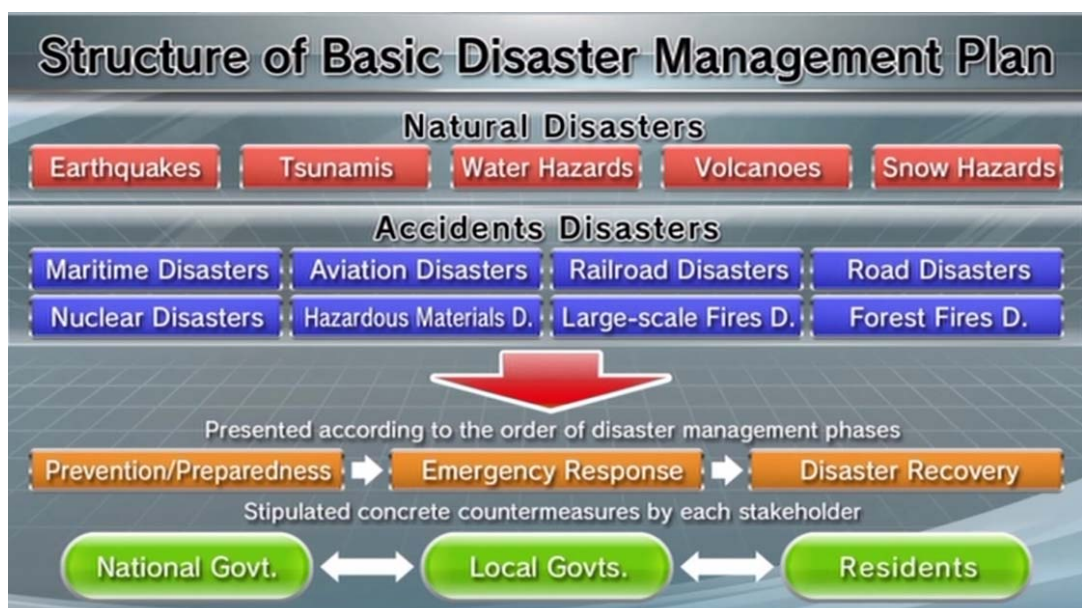 Structure of Basic Disaster Management Plan
Natural Disasters
Earthquakes Tsunamis Water Hazards Volcanoes Snow Hazards
Accidents Disasters
Maritime Disasters Aviation Disasters Railroad Disasters Road Disasters
Nuclear Disasters Hazardous Materials D. Large-scale Fires D. Forest Fires D.
Presented according to the order of disaster management phases
Prevention/Preparedness Emergency Response Disaster Recovery
Stipulated concrete countermeasures by each stakeholder
National Govt. Local Govts. Residents